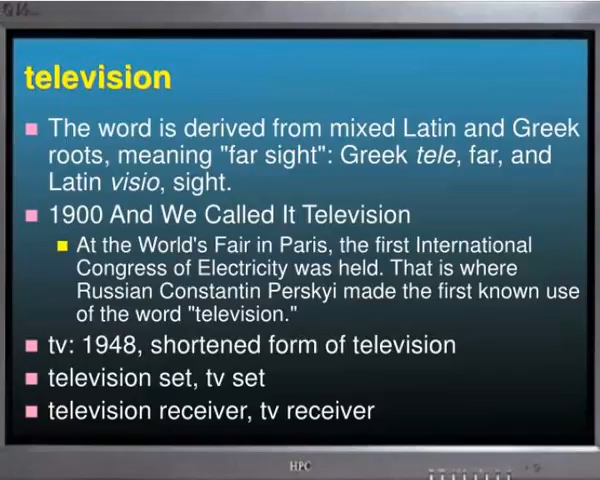 television
The word is derived from mixed Latin and Greek
roots, meaning "far sight": Greek tele, far, and
Latin visio, sight.
1900 And We Called It Television
At the World's Fair in Paris, the first International
Congress of Electricity was held. That is where
Russian Constantin Perskyi made the first known use
of the word "television."
tv: 1948, shortened form of television
television set, tv set
television receiver, tv receiver
HPC